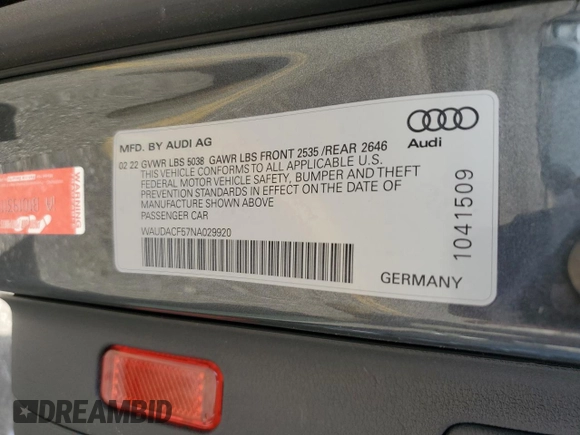 MFD. BY AUDI AG
02 22 GVWR LBS 5038 GAWR LBS FRONT 2535 /REAR 2646
THIS VEHICLE CONFORMS TO ALL APPLICABLE U.S.
FEDERAL MOTOR VEHICLE SAFETY, BUMPER AND THEFT
PREVENTION STANDARDS IN EFFECT ON THE DATE OF
MANUFACTURE SHOWN ABOVE
PASSENGER CAR
WAUDACF57NA029920
GERMANY
Audi
1041509
WARNING
DREAMBID